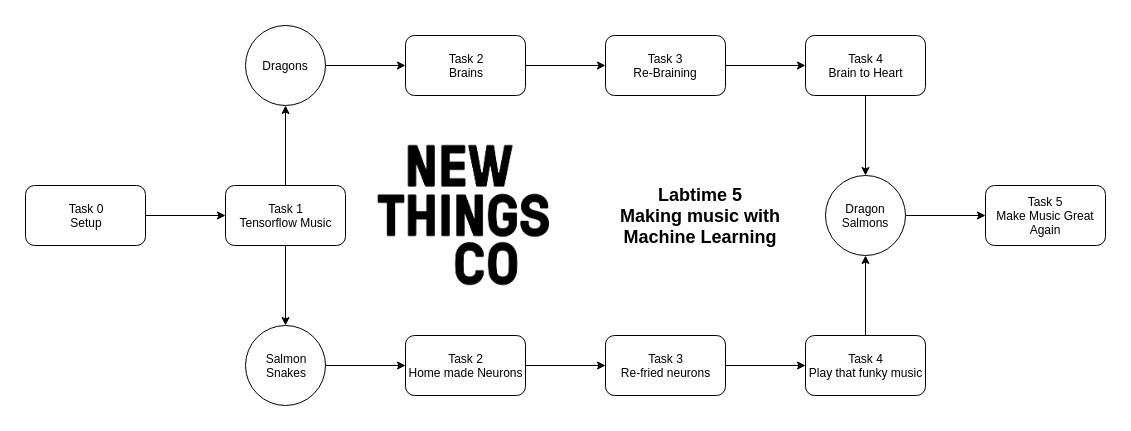 Dragons
Task 2
Brains
Task 3
Re-Braining
Task 4
Brain to Heart
NEW
THINGS
CO
Labtime 5
Making music with
Machine Learning
Task 0
Setup
Task 1
Tensorflow Music
Dragon
Salmons
Task 5
Make Music Great
Again
Salmon
Snakes
Task 2
Home made Neurons
Task 3
Re-fried neurons
Task 4
Play that funky music